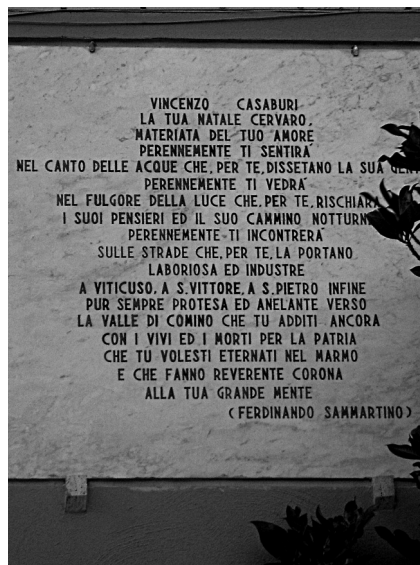 VINCENZO CASABURI
LA TUA NATALE CERVARO,
MATERIATA DEL TUO AMORE
PERENNEMENTE TI SENTIRÀ
NEL CANTO DELLE ACQUE CHE, PER TE, DISSETANO LA SUA
PERENNEMENTE TI VEDRÀ
NEL FULGORE DELLA LUCE CHE, PER TE, RISCHIARA
I SUOI PENSIERI ED IL SUO CAMMINO
PERENNEMENTE TI INCONTRERÀ
SULLE STRADE CHE, PER TE, LA PORTANO
LABORIOSA ED INDUSTRE
A VITICUSO, A S. VITTORE, A S. PIETRO INFINE
PUR SEMPRE PROTESA ED ANELANTE VERSO
LA VALLE DI COMINO CHE TU ADDITI ANCORA
CON I VIVI ED I MORTI PER LA PATRIA
CHE TU VOLESTI ETERNATI NEL MARMO
E CHE FANNO REVERENTE CORONA
ALLA TUA GRANDE MENTE
(FERDINANDO SAMMARTINO)